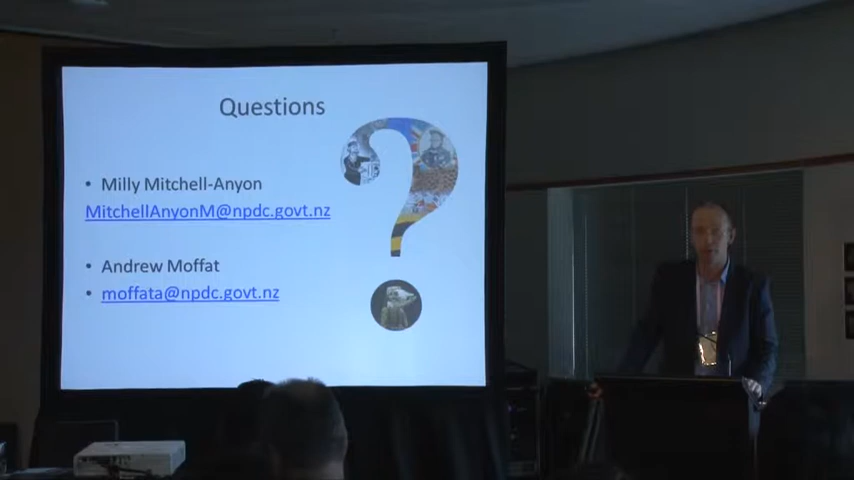 Questions
• Milly Mitchell-Anyon
MitchellAnyonM@npdc.govt.nz
• Andrew Moffat
• moffata@npdc.govt.nz